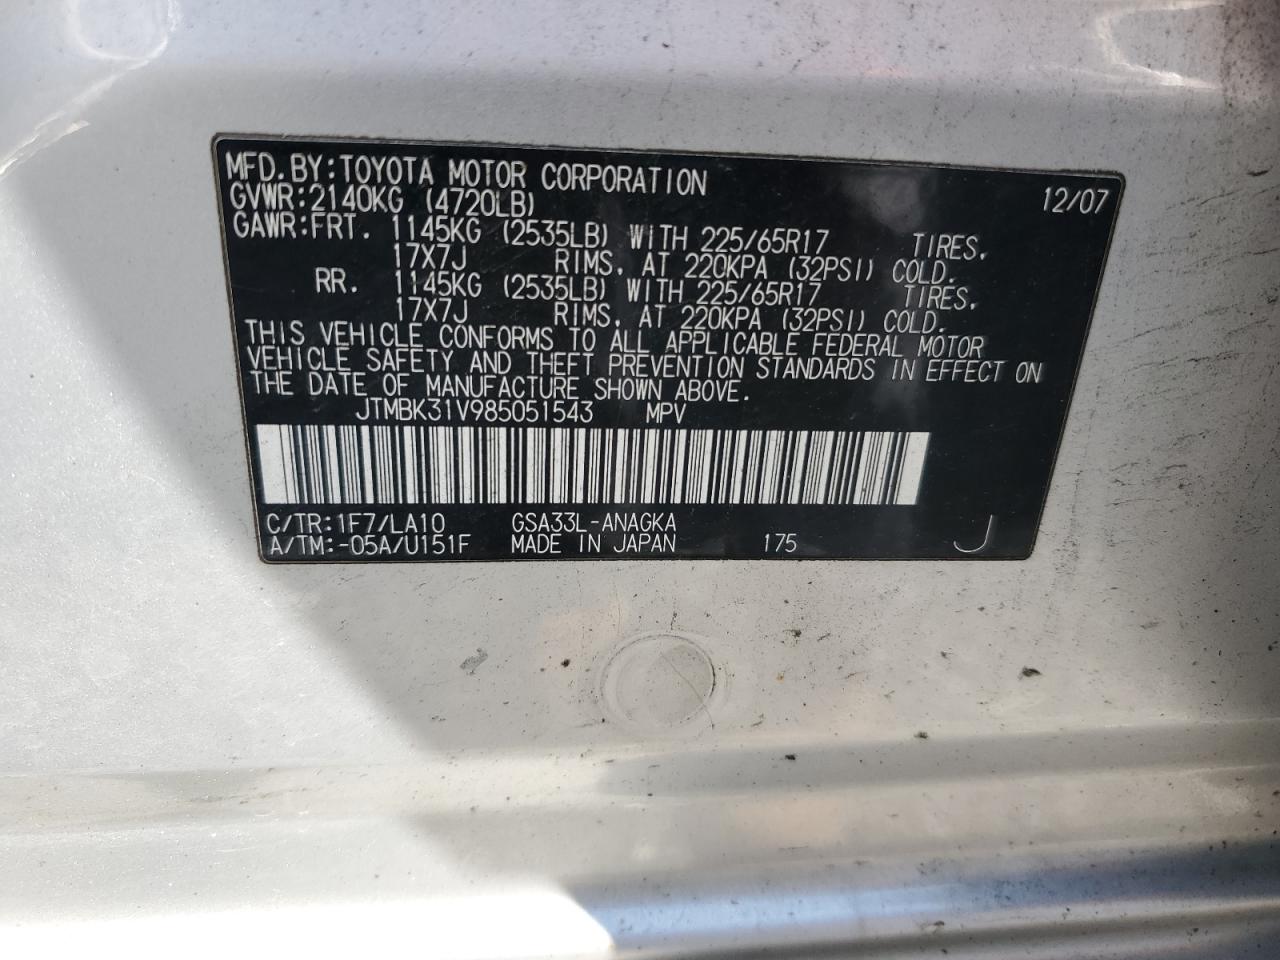 MFD.BY:TOYOTA MOTOR CORPORATION 12/07
GVWR:2140KG (4720LB)
GAWR:FRT. 1145KG (2535LB) WITH 225/65R17 TIRES.
17X7J RIMS. AT 220KPA (32PSI) COLD.
RR. 1145KG (2535LB) WITH 225/65R17 TIRES,
17X7J RIMS. AT 220KPA (32PSI) COLD.
THIS VEHICLE CONFORMS TO ALL APPLICABLE FEDERAL MOTOR
VEHICLE SAFETY AND THEFT PREVENTION STANDARDS IN EFFECT ON
THE DATE OF MANUFACTURE SHOWN ABOVE.
JTMBK31V985051543 MPV
C/TR:1F7/LA10 GSA33L-ANAGKA
A/TM:-05A/U151F MADE IN JAPAN 175 J